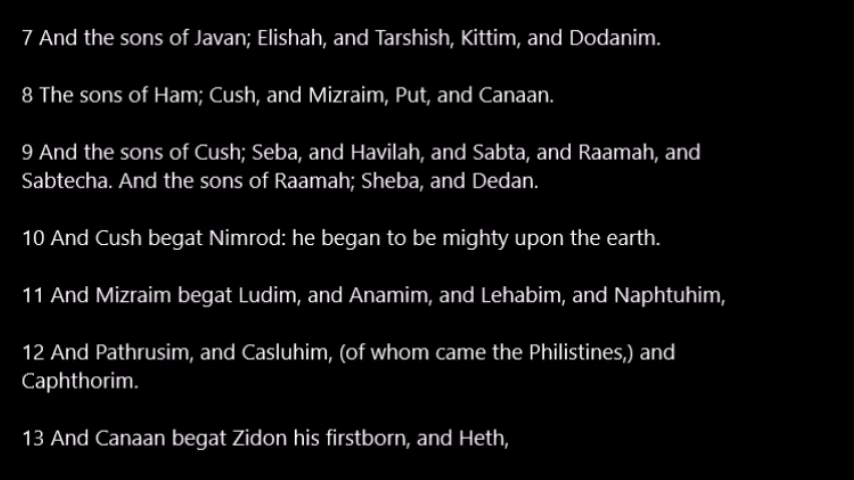 7 And the sons of Javan; Elishah, and Tarshish, Kittim, and Dodanim.
8 The sons of Ham; Cush, and Mizraim, Put, and Canaan.
9 And the sons of Cush; Seba, and Havilah, and Sabta, and Raamah, and
Sabtecha. And the sons of Raamah; Sheba, and Dedan.
10 And Cush begat Nimrod: he began to be mighty upon the earth.
11 And Mizraim begat Ludim, and Anamim, and Lehabim, and Naphtuhim,
12 And Pathrusim, and Casluhim, (of whom came the Philistines,) and
Caphthorim.
13 And Canaan begat Zidon his firstborn, and Heth,